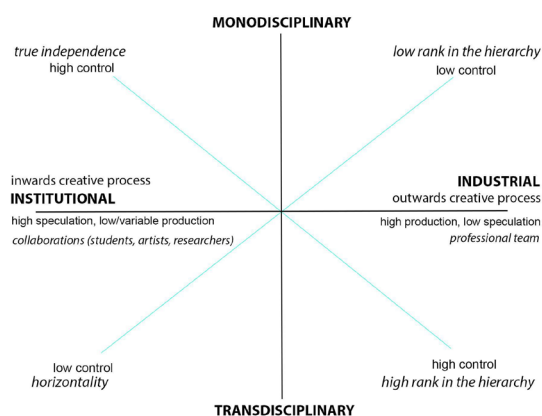 MONODISCIPLINARY
true independence
high control
low rank in the hierarchy
low control
inwards creative process
INSTITUTIONAL
high speculation, low/variable production
collaborations (students, artists, researchers)
INDUSTRIAL
outwards creative process
high production, low speculation
professional team
low control
horizontality
high control
high rank in the hierarchy
TRANSDISCIPLINARY